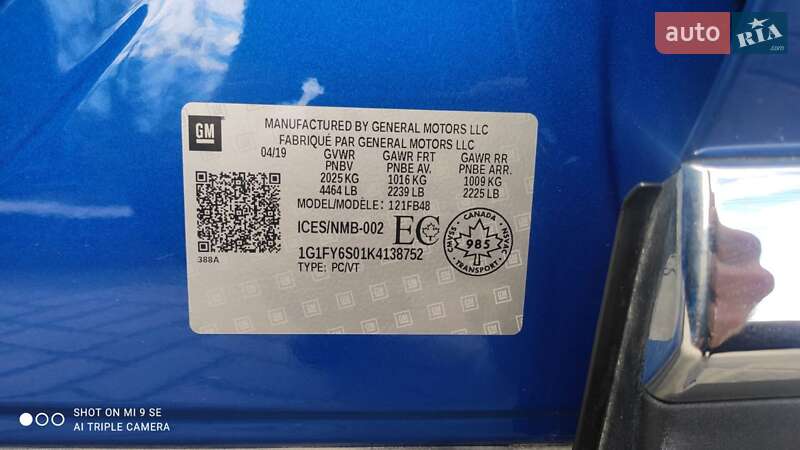 auto RIA
.com
GM
MANUFACTURED BY GENERAL MOTORS LLC
FABRIQUÉ PAR GENERAL MOTORS LLC
04/19 GVWR GAWR FRT GAWR RR
PNBV PNBE AV. PNBE ARR.
2025 KG 1016 KG 1009 KG
4464 LB 2239 LB 2225 LB
MODEL/MODÈLE: 121FB48
ICES/NMB-002 EC
CANADA
CMVSS 985 NSVAC
TRANSPORT
388A
1G1FY6S01K4138752
TYPE: PC/VT
SHOT ON MI 9 SE
AI TRIPLE CAMERA